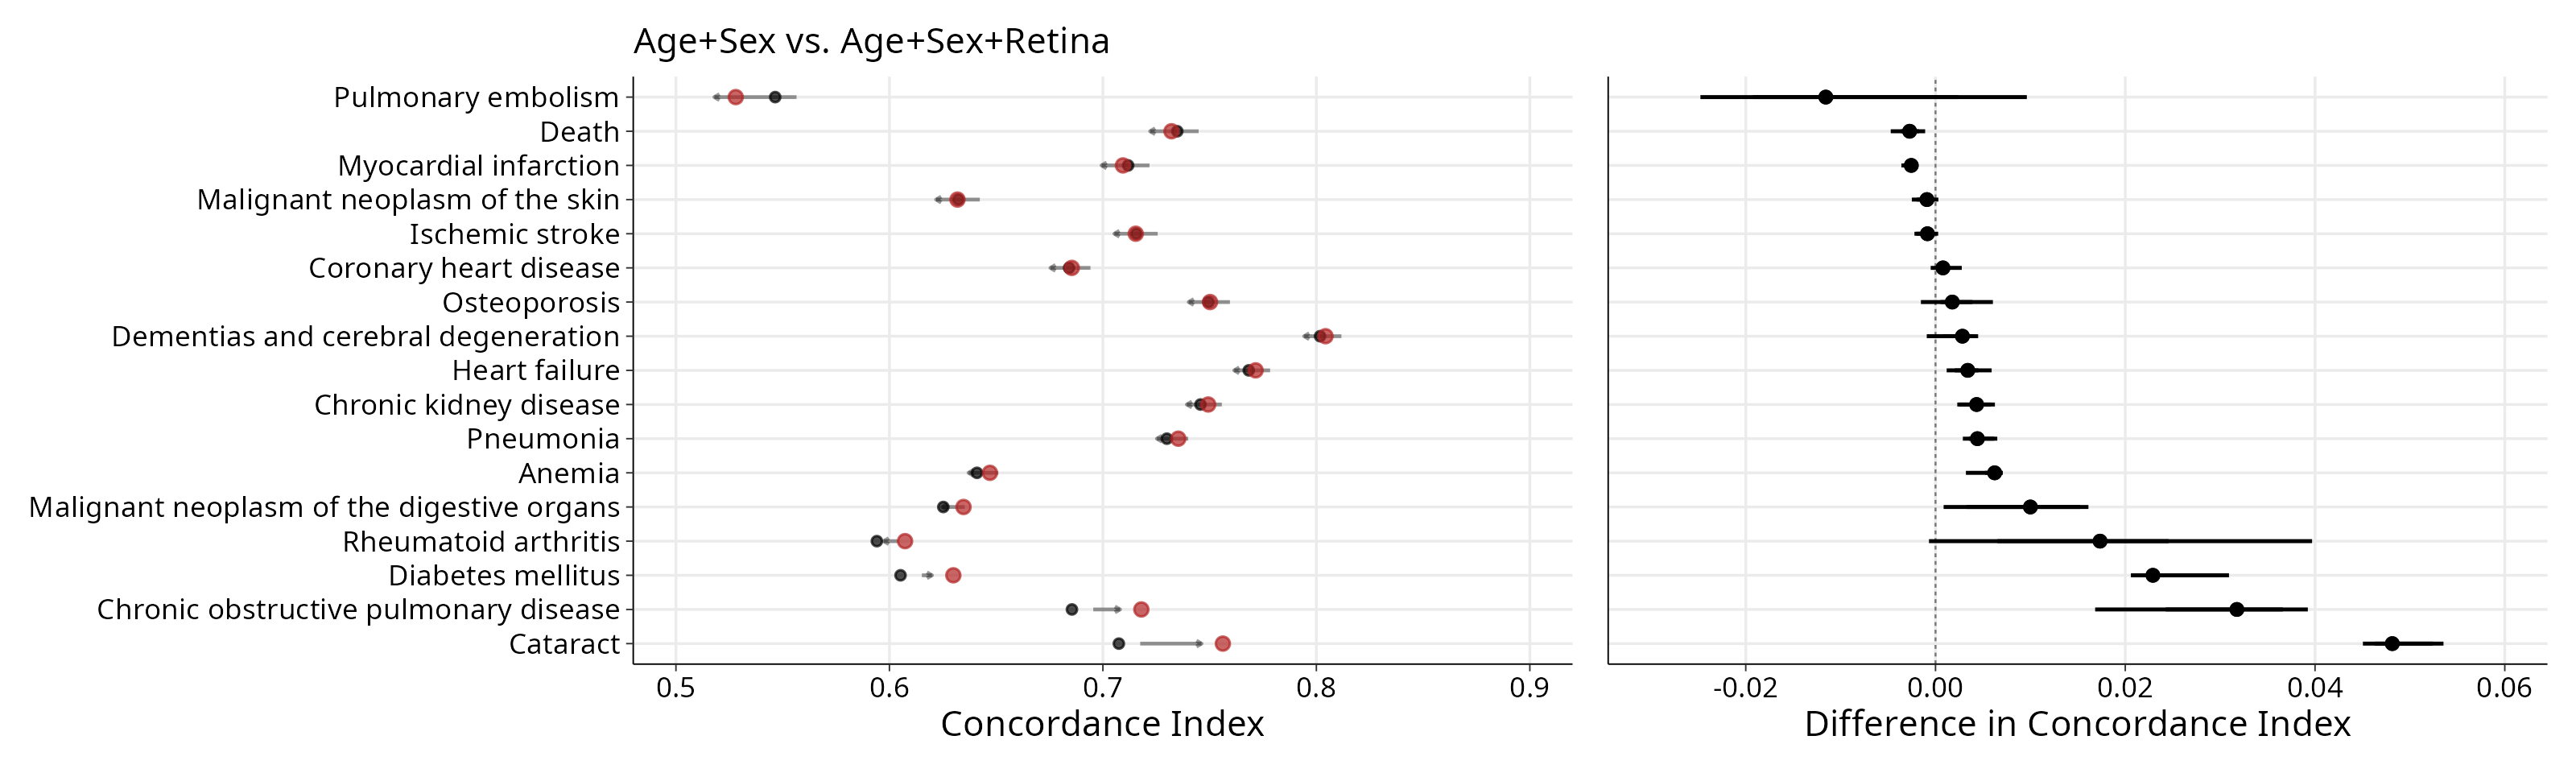 Age+Sex vs. Age+Sex+Retina
Pulmonary embolism
Death
Myocardial infarction
Malignant neoplasm of the skin
Ischemic stroke
Coronary heart disease
Osteoporosis
Dementias and cerebral degeneration
Heart failure
Chronic kidney disease
Pneumonia
Anemia
Malignant neoplasm of the digestive organs
Rheumatoid arthritis
Diabetes mellitus
Chronic obstructive pulmonary disease
Cataract
0.5 0.6 0.7 0.8 0.9
Concordance Index
-0.02 0.00 0.02 0.04 0.06
Difference in Concordance Index